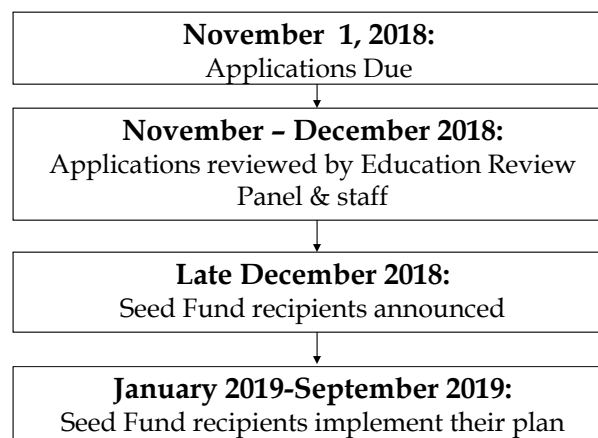 November  1, 2018:
Applications Due
November – December 2018:
Applications reviewed by Education Review
Panel & staff
Late December 2018:
Seed Fund recipients announced
January 2019-September 2019:
Seed Fund recipients implement their plan